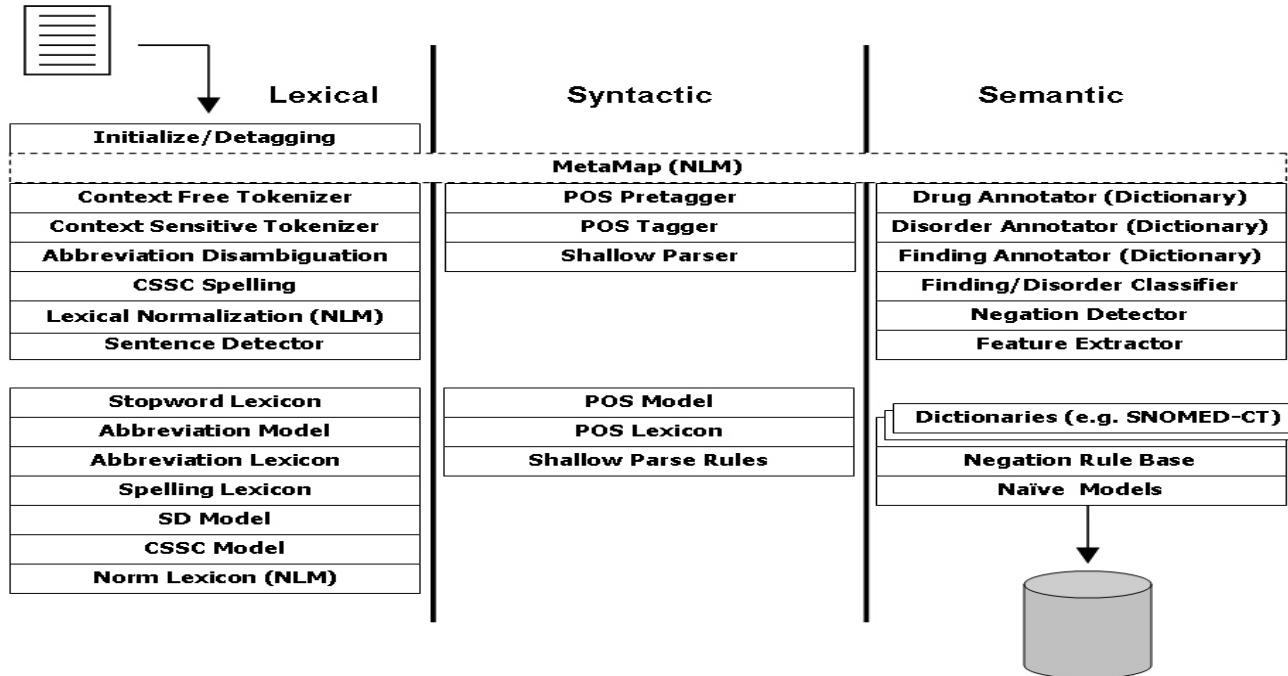 Lexical
Syntactic
Semantic
Initialize/Detagging
MetaMap (NLM)
Context Free Tokenizer
Context Sensitive Tokenizer
Abbreviation Disambiguation
CSSC Spelling
Lexical Normalization (NLM)
Sentence Detector
Stopword Lexicon
Abbreviation Model
Abbreviation Lexicon
Spelling Lexicon
SD Model
CSSC Model
Norm Lexicon (NLM)
POS Pretagger
POS Tagger
Shallow Parser
POS Model
POS Lexicon
Shallow Parse Rules
Drug Annotator (Dictionary)
Disorder Annotator (Dictionary)
Finding Annotator (Dictionary)
Finding/Disorder Classifier
Negation Detector
Feature Extractor
Dictionaries (e.g. SNOMED-CT)
Negation Rule Base
Naïve Models